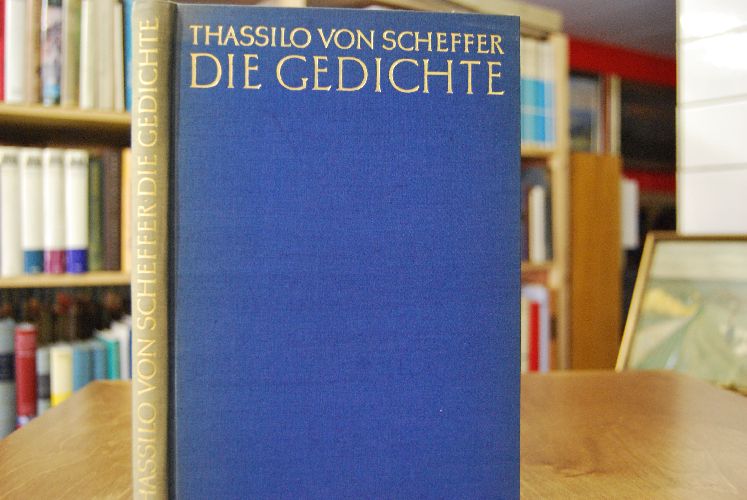 THASSILO VON SCHEFFER
DIE GEDICHTE
THASSILO VON SCHEFFER · DIE GEDICHTE